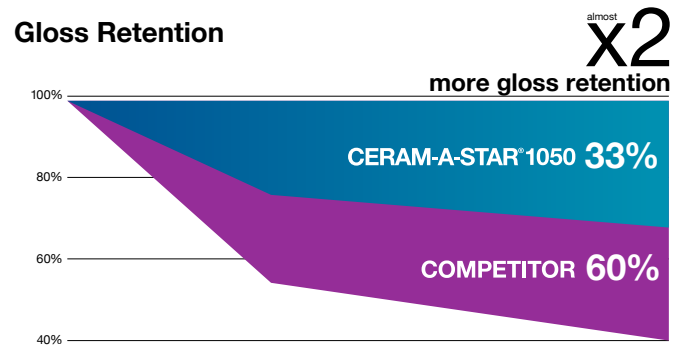 Gloss Retention
almost
x2
more gloss retention
100%
CERAM-A-STAR®1050 33%
80%
60%
COMPETITOR 60%
40%